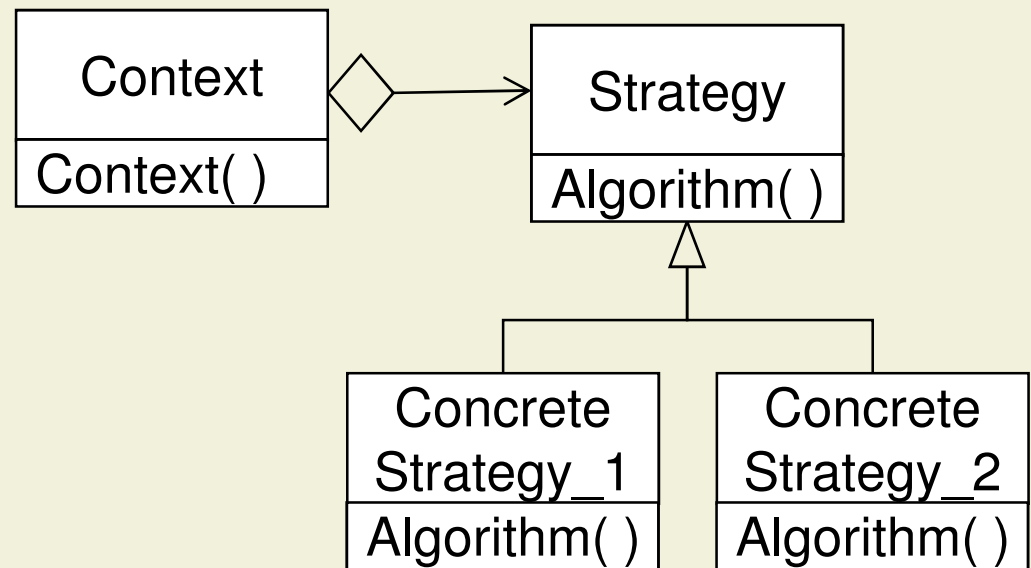 Context
Context( )
Strategy
Algorithm( )
Concrete
Strategy_1
Algorithm( )
Concrete
Strategy_2
Algorithm( )